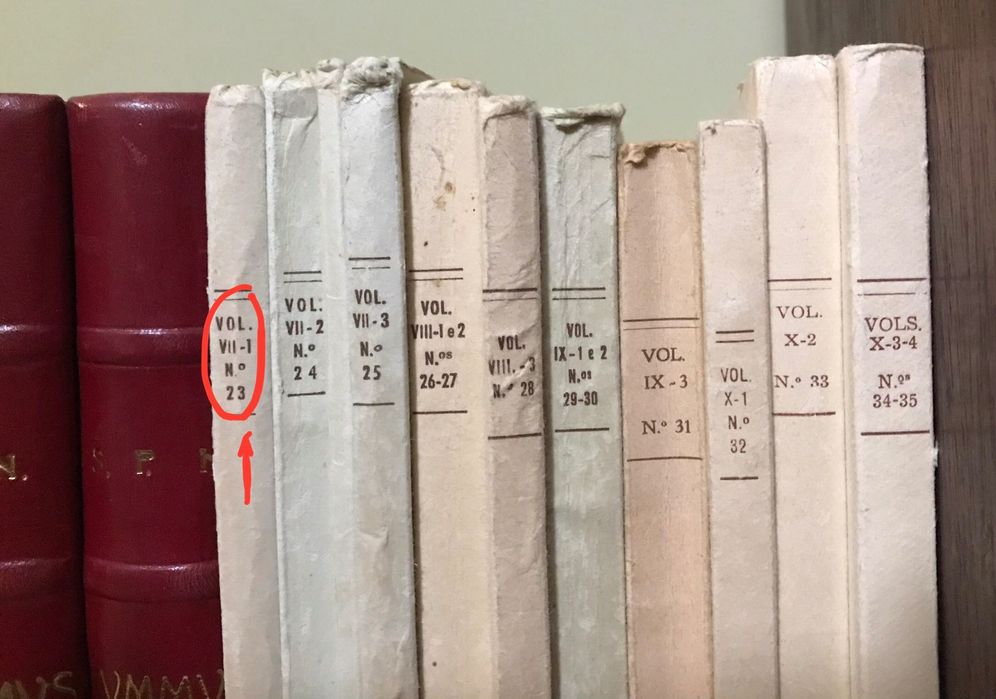 N.
S. P.
VMMV
VOL.
VII-1
N.º
23
VOL.
VII-2
N.º
24
VOL.
VII-3
N.º
25
VOL.
VIII-1 e 2
N.ºs
26-27
VOL.
VIII.-3
N.º 28
VOL.
IX-1 e 2
N.ºs
29-30
VOL.
IX-3
N.º 31
VOL.
X-1
N.º
32
VOL.
X-2
N.º 33
VOLS.
X-3-4
N.ºs
34-35